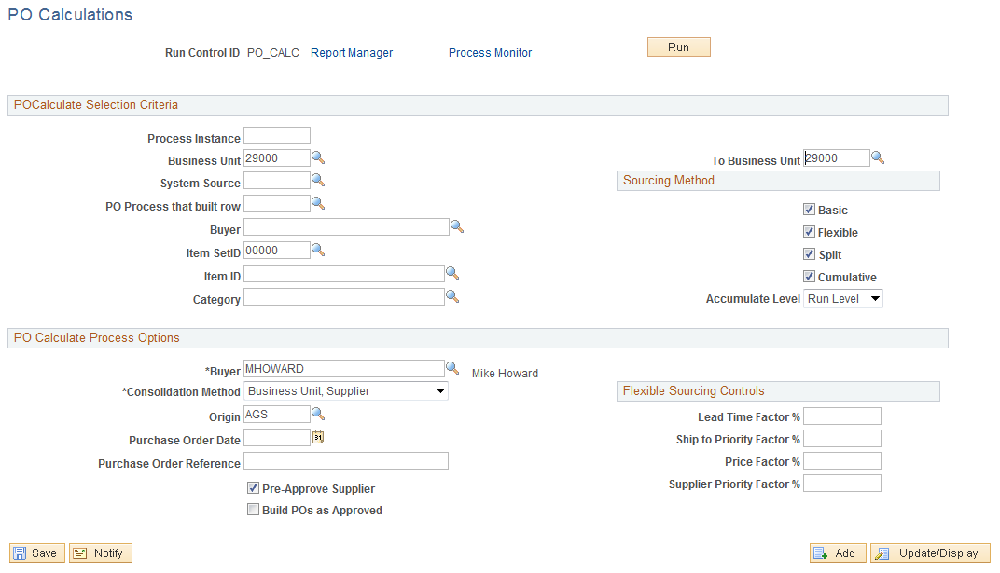 PO Calculations
Run Control ID PO_CALC Report Manager Process Monitor Run
POCalculate Selection Criteria
Process Instance
Business Unit 29000 To Business Unit 29000
System Source Sourcing Method
PO Process that built row Basic
Buyer Flexible
Item SetID 00000 Split
Item ID Cumulative
Category Accumulate Level Run Level
PO Calculate Process Options
*Buyer MHOWARD Mike Howard
*Consolidation Method Business Unit, Supplier Flexible Sourcing Controls
Origin AGS Lead Time Factor %
Purchase Order Date 31 Ship to Priority Factor %
Purchase Order Reference Price Factor %
Pre-Approve Supplier Supplier Priority Factor %
Build POs as Approved
Save Notify Add Update/Display